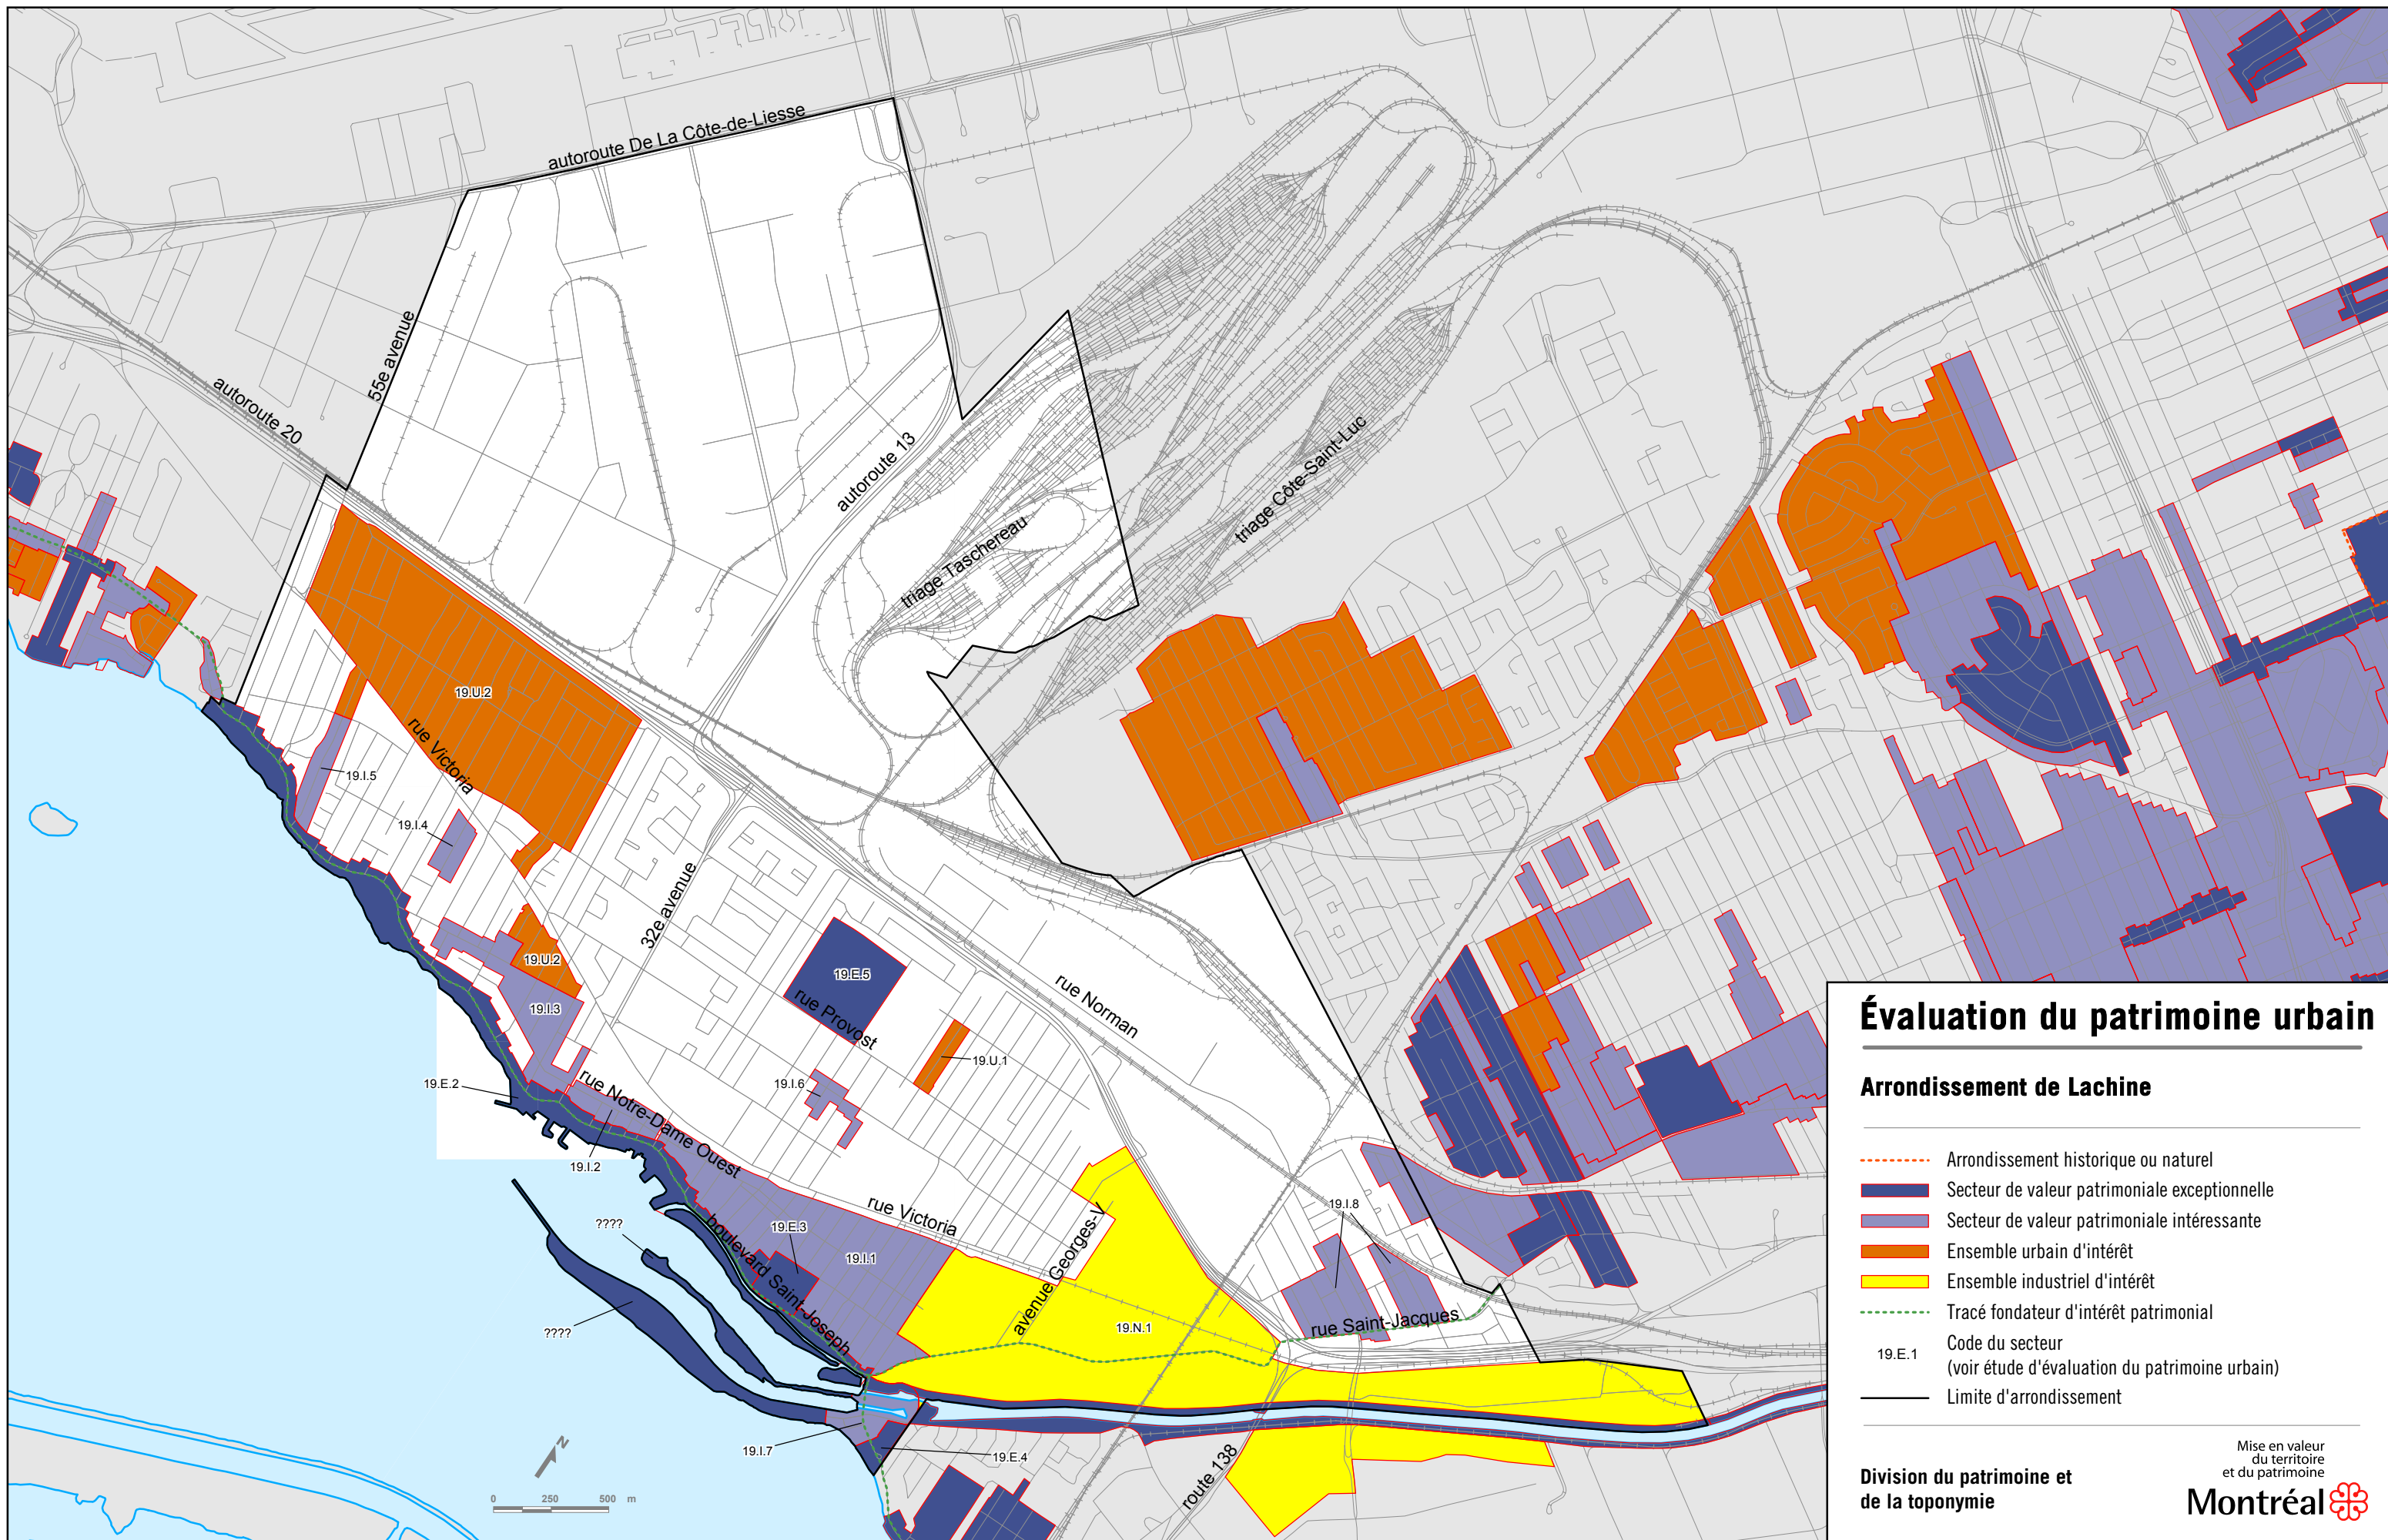 autoroute De La Côte-de-Liesse
55e avenue
autoroute 20
autoroute 13
triage Côte-Saint-Luc
triage Taschereau
19.U.2
rue Victoria
19.I.5
19.I.4
32e avenue
19.U.2
19.E.5
rue Provost
rue Norman
19.I.3
19.U.1
19.E.2
19.I.6
rue Notre-Dame Ouest
19.I.2
rue Victoria
19.I.8
????
boulevard Saint-Joseph
19.E.3
19.I.1
avenue Georges-V
19.N.1
rue Saint-Jacques
????
19.I.7
19.E.4
route 138
N
0 250 500 m
Évaluation du patrimoine urbain
Arrondissement de Lachine
Arrondissement historique ou naturel
Secteur de valeur patrimoniale exceptionnelle
Secteur de valeur patrimoniale intéressante
Ensemble urbain d'intérêt
Ensemble industriel d'intérêt
Tracé fondateur d'intérêt patrimonial
19.E.1 Code du secteur
(voir étude d'évaluation du patrimoine urbain)
Limite d'arrondissement
Division du patrimoine et
de la toponymie
Mise en valeur
du territoire
et du patrimoine
Montréal